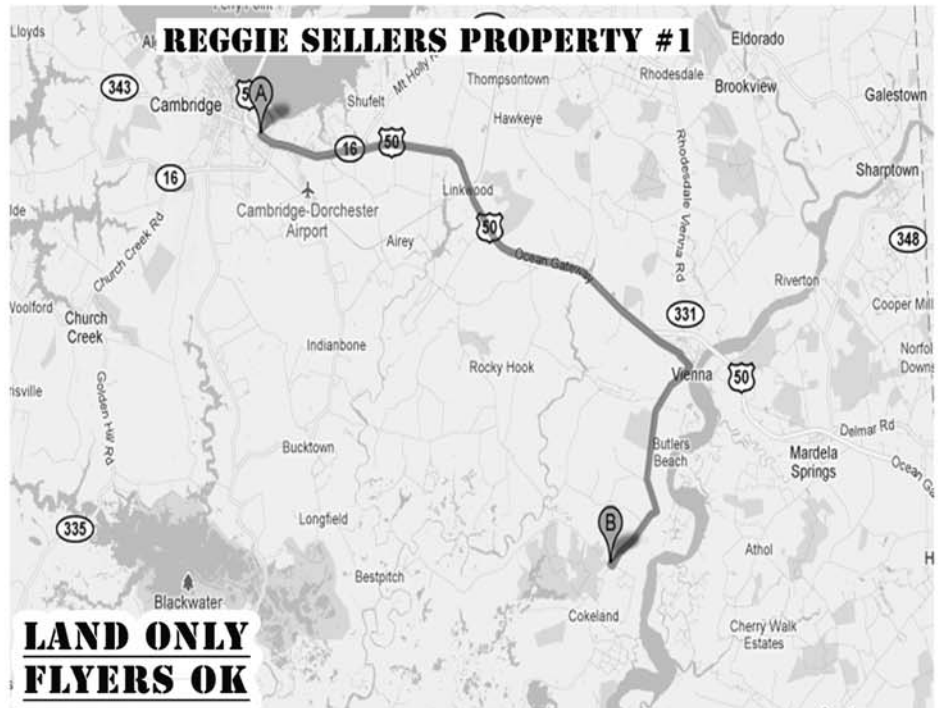 REGGIE SELLERS PROPERTY #1
Lloyds
Eldorado
Mt Holly
Thompsontown
Rhodesdale
Brookview
343
Cambridge
A
Shufelt
Galestown
Hawkeye
16
50
Sharptown
16
Linkwood
Rhodesdale Vienna Rd
Cambridge-Dorchester
Airport
50
348
Church Creek Rd
Airey
Ocean Gateway
Riverton
Church
Creek
331
Indianbone
Rocky Hook
Vienna
50
Golden Hill Rd
Bucktown
Butlers
Beach
Mardela
Springs
Delmar Rd
335
Longfield
B
Athol
Bestpitch
Blackwater
Cokeland
Cherry Walk
Estates
LAND ONLY
FLYERS OK